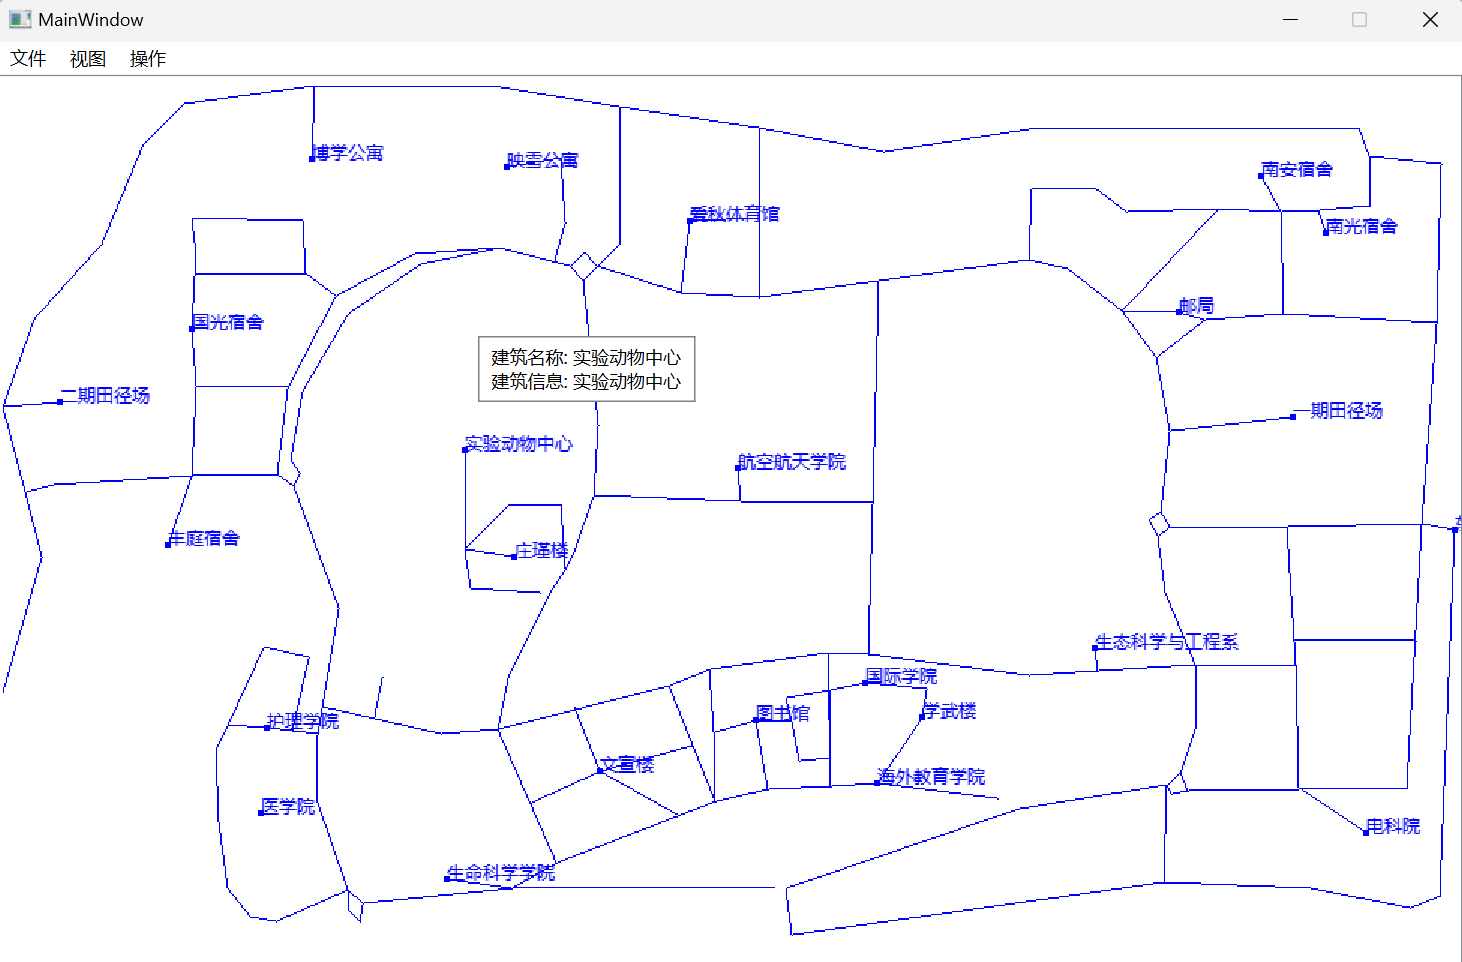 MainWindow
文件 视图 操作
博学公寓
映雪公寓
南安宿舍
爱秋体育馆
南光宿舍
邮局
国光宿舍
建筑名称: 实验动物中心
建筑信息: 实验动物中心
二期田径场
一期田径场
实验动物中心
航空航天学院
丰庭宿舍
庄瑾楼
生态科学与工程系
国际学院
学武楼
图书馆
护理学院
文宣楼
海外教育学院
医学院
电科院
生命科学学院